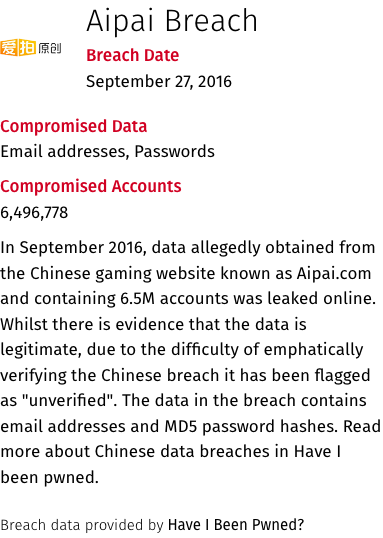 Aipai Breach
爱拍原创
Breach Date
September 27, 2016
Compromised Data
Email addresses, Passwords
Compromised Accounts
6,496,778
In September 2016, data allegedly obtained from
the Chinese gaming website known as Aipai.com
and containing 6.5M accounts was leaked online.
Whilst there is evidence that the data is
legitimate, due to the difficulty of emphatically
verifying the Chinese breach it has been flagged
as "unverified". The data in the breach contains
email addresses and MD5 password hashes. Read
more about Chinese data breaches in Have I
been pwned.
Breach data provided by Have I Been Pwned?